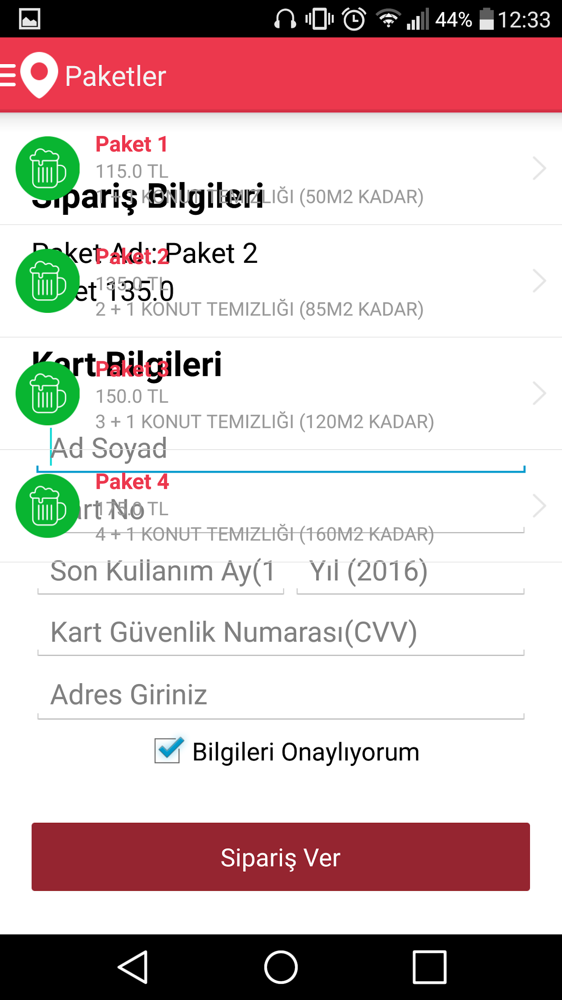 44% 12:33
Paketler
Paket 1
115.0 TL
1 + 1 KONUT TEMIZLIĞI (50M2 KADAR)
Sipariş Bilgileri
Paket Adı: Paket 2
Paket 2
135.0 TL
135.0
2 + 1 KONUT TEMIZLIĞI (85M2 KADAR)
Kart Bilgileri
Paket 3
150.0 TL
3 + 1 KONUT TEMIZLIĞI (120M2 KADAR)
Ad Soyad
Paket 4
175.0 TL
Kart No
4 + 1 KONUT TEMIZLIĞI (160M2 KADAR)
Son Kullanım Ay(1
Yıl (2016)
Kart Güvenlik Numarası(CVV)
Adres Giriniz
Bilgileri Onaylıyorum
Sipariş Ver